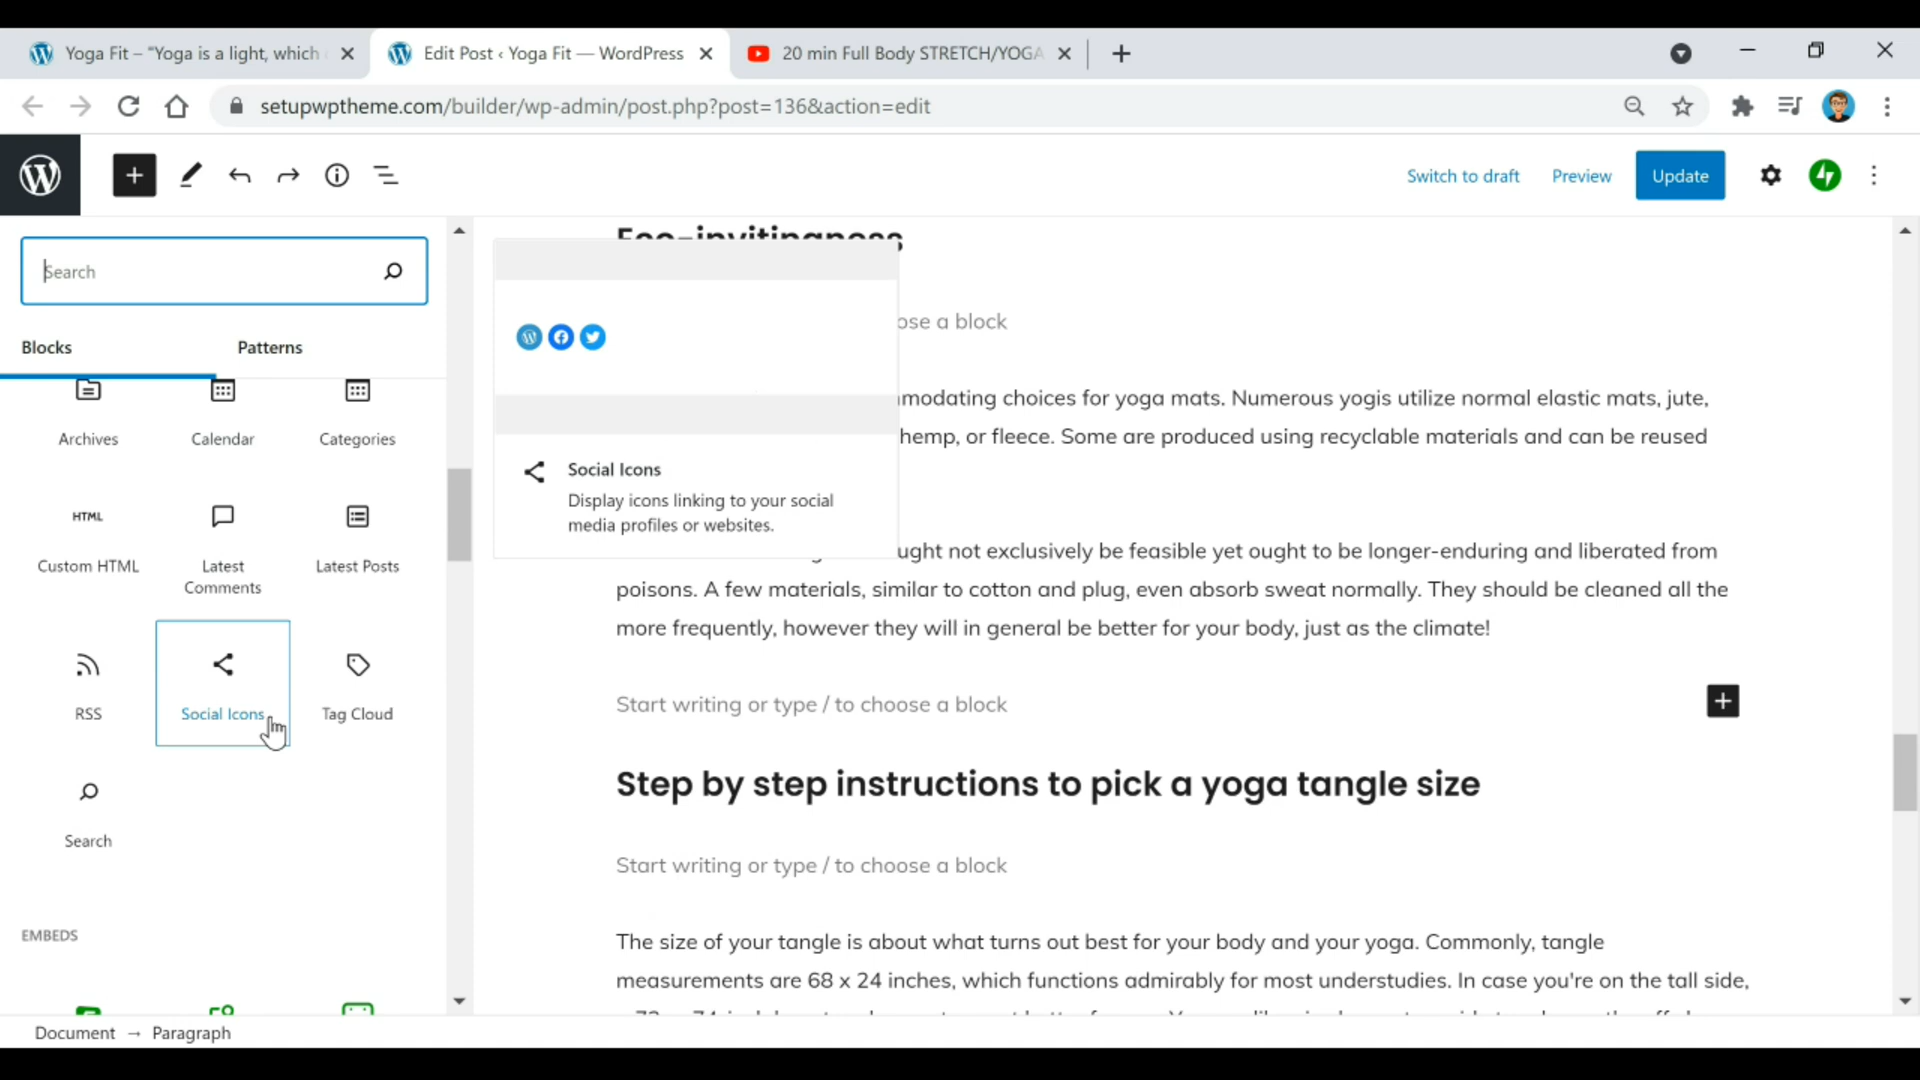 Yoga Fit – “Yoga is a light, which
Edit Post ‹ Yoga Fit — WordPress
20 min Full Body STRETCH/YOGA
setupwptheme.com/builder/wp-admin/post.php?post=136&action=edit
Switch to draft
Preview
Update
Search
Blocks
Patterns
Archives
Calendar
Categories
HTML
Custom HTML
Latest
Comments
Latest Posts
RSS
Social Icons
Tag Cloud
Search
EMBEDS
Social Icons
Display icons linking to your social
media profiles or websites.
Eco-invitingness
ose a block
modating choices for yoga mats. Numerous yogis utilize normal elastic mats, jute,
hemp, or fleece. Some are produced using recyclable materials and can be reused
ught not exclusively be feasible yet ought to be longer-enduring and liberated from
poisons. A few materials, similar to cotton and plug, even absorb sweat normally. They should be cleaned all the
more frequently, however they will in general be better for your body, just as the climate!
Start writing or type / to choose a block
Step by step instructions to pick a yoga tangle size
Start writing or type / to choose a block
The size of your tangle is about what turns out best for your body and your yoga. Commonly, tangle
measurements are 68 x 24 inches, which functions admirably for most understudies. In case you're on the tall side,
Document → Paragraph